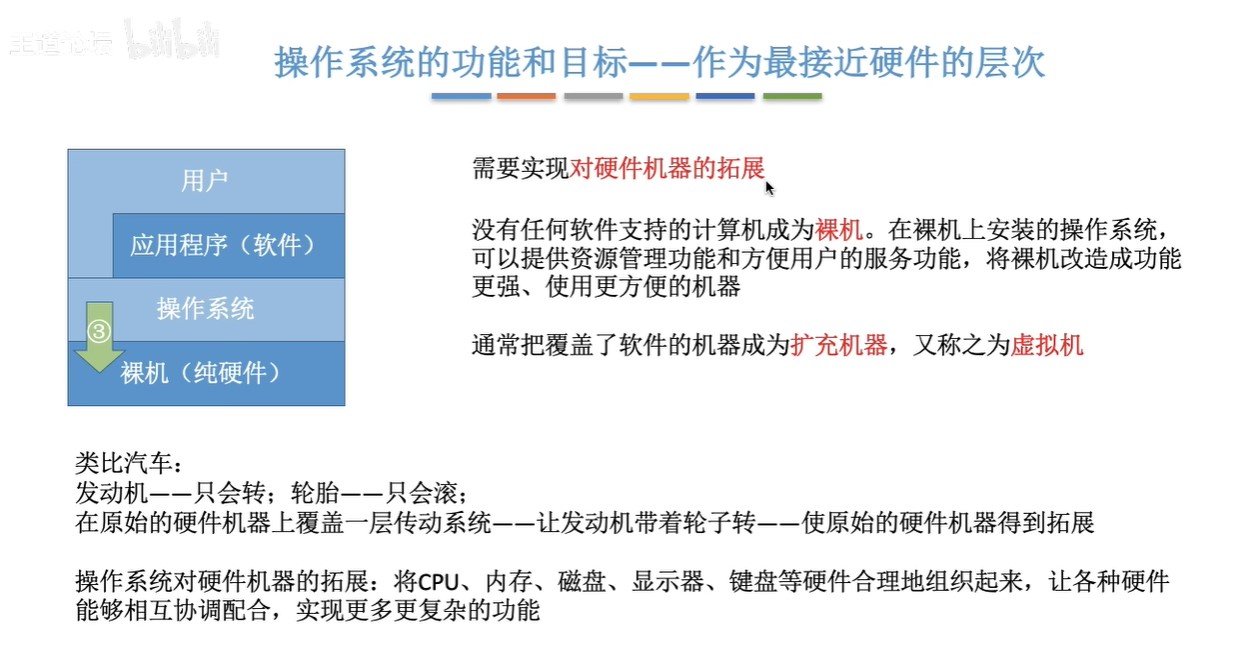 王道论坛 bilibili
操作系统的功能和目标——作为最接近硬件的层次
用户
应用程序（软件）
操作系统
③
裸机（纯硬件）
需要实现对硬件机器的拓展
没有任何软件支持的计算机成为裸机。在裸机上安装的操作系统，
可以提供资源管理功能和方便用户的服务功能，将裸机改造成功能
更强、使用更方便的机器
通常把覆盖了软件的机器成为扩充机器，又称之为虚拟机
类比汽车：
发动机——只会转；轮胎——只会滚；
在原始的硬件机器上覆盖一层传动系统——让发动机带着轮子转——使原始的硬件机器得到拓展
操作系统对硬件机器的拓展：将CPU、内存、磁盘、显示器、键盘等硬件合理地组织起来，让各种硬件
能够相互协调配合，实现更多更复杂的功能